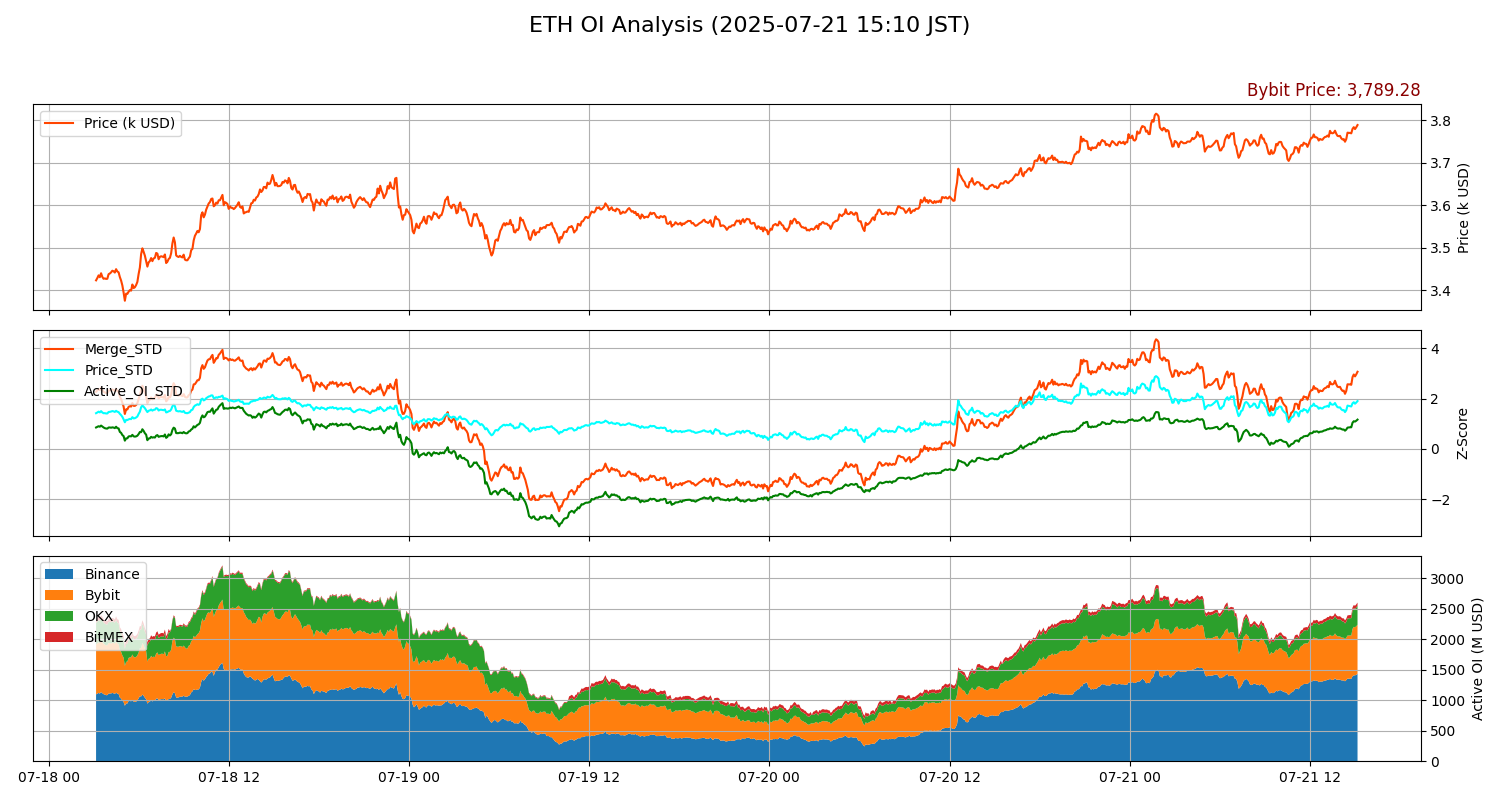 ETH OI Analysis (2025-07-21 15:10 JST)
Bybit Price: 3,789.28
Price (k USD)
3.8
3.7
3.6
3.5
3.4
Price (k USD)
Merge_STD
Price_STD
Active_OI_STD
4
2
0
−2
Z-Score
Binance
Bybit
OKX
BitMEX
3000
2500
2000
1500
1000
500
0
Active OI (M USD)
07-18 00 07-18 12 07-19 00 07-19 12 07-20 00 07-20 12 07-21 00 07-21 12